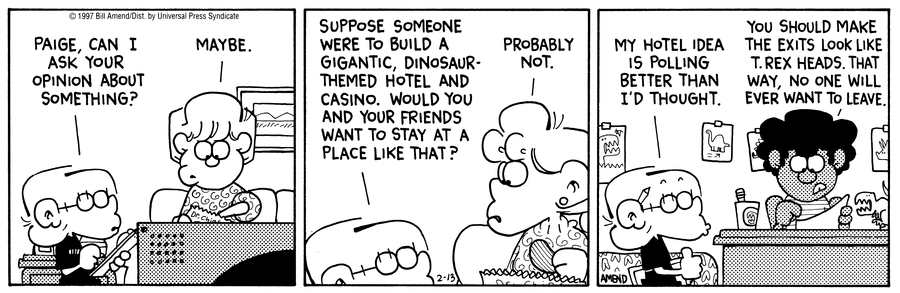 © 1997 Bill Amend/Dist. by Universal Press Syndicate
PAIGE, CAN I
ASK YOUR
OPINION ABOUT
SOMETHING?
MAYBE.
SUPPOSE SOMEONE
WERE TO BUILD A
GIGANTIC, DINOSAUR-
THEMED HOTEL AND
CASINO. WOULD YOU
AND YOUR FRIENDS
WANT TO STAY AT A
PLACE LIKE THAT?
PROBABLY
NOT.
2-13
MY HOTEL IDEA
IS POLLING
BETTER THAN
I'D THOUGHT.
YOU SHOULD MAKE
THE EXITS LOOK LIKE
T. REX HEADS. THAT
WAY, NO ONE WILL
EVER WANT TO LEAVE.
AMEND